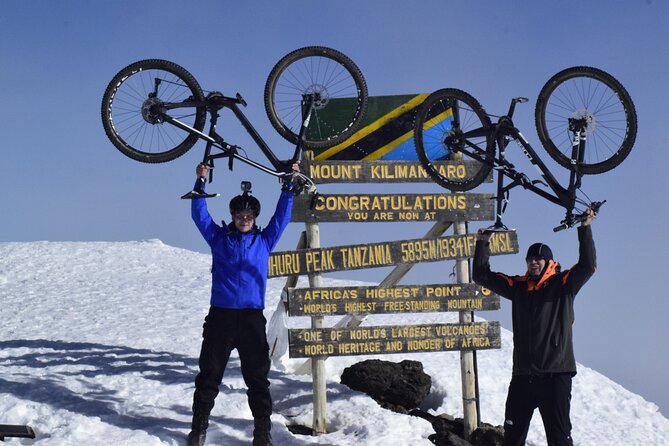 MOUNT KILIMANJARO
CONGRATULATIONS
YOU ARE NOW AT
UHURU PEAK TANZANIA 5895M/19341FT AMSL
AFRICA'S HIGHEST POINT
WORLD'S HIGHEST FREE-STANDING MOUNTAIN
ONE OF WORLD'S LARGEST VOLCANOES
WORLD HERITAGE AND WONDER OF AFRICA